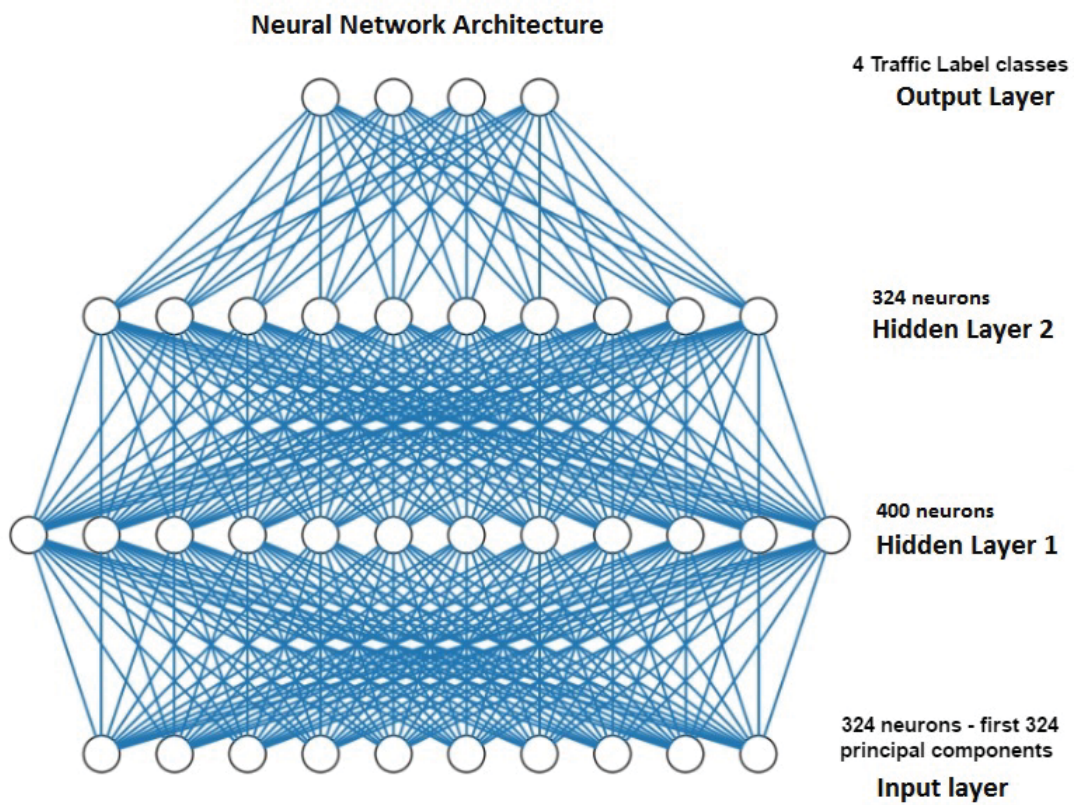 Neural Network Architecture
4 Traffic Label classes
Output Layer
324 neurons
Hidden Layer 2
400 neurons
Hidden Layer 1
324 neurons - first 324
principal components
Input layer